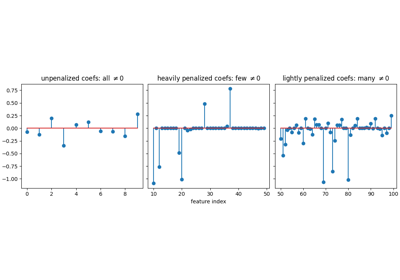 unpenalized coefs: all ≠0
heavily penalized coefs: few ≠0
lightly penalized coefs: many ≠0
0.75
0.50
0.25
0.00
−0.25
−0.50
−0.75
−1.00
0 2 4 6 8
10 20 30 40 50
50 60 70 80 90 100
feature index